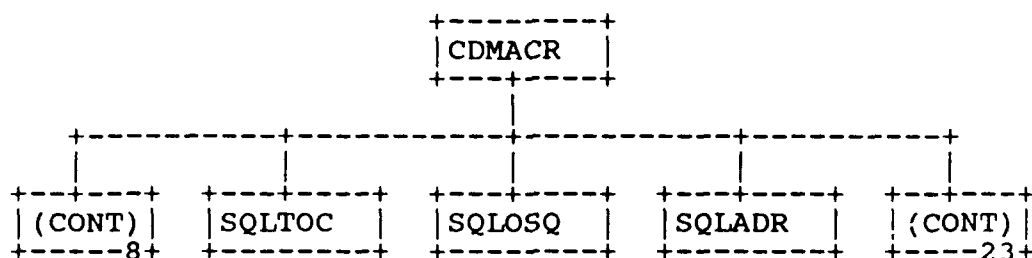 CDMACR
(CONT) SQLTOC SQLOSQ SQLADR (CONT)
8 23